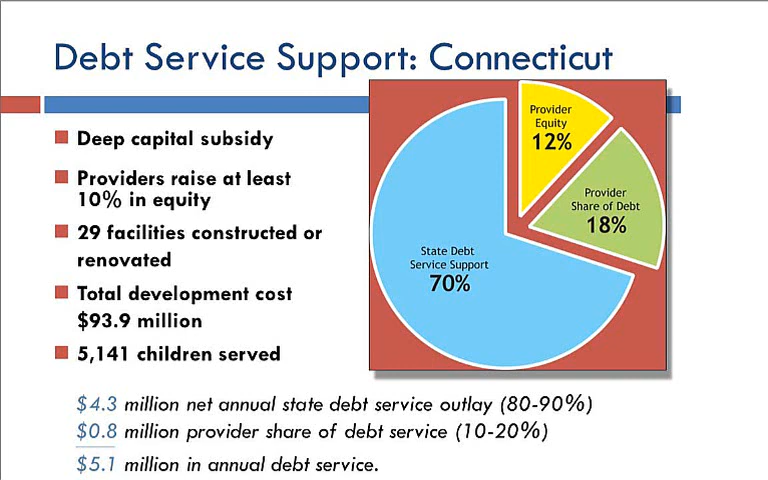 Debt Service Support: Connecticut
Deep capital subsidy
Providers raise at least
10% in equity
29 facilities constructed or
renovated
Total development cost
$93.9 million
5,141 children served
Provider
Equity
12%
Provider
Share of Debt
18%
State Debt
Service Support
70%
$4.3 million net annual state debt service outlay (80-90%)
$0.8 million provider share of debt service (10-20%)
$5.1 million in annual debt service.